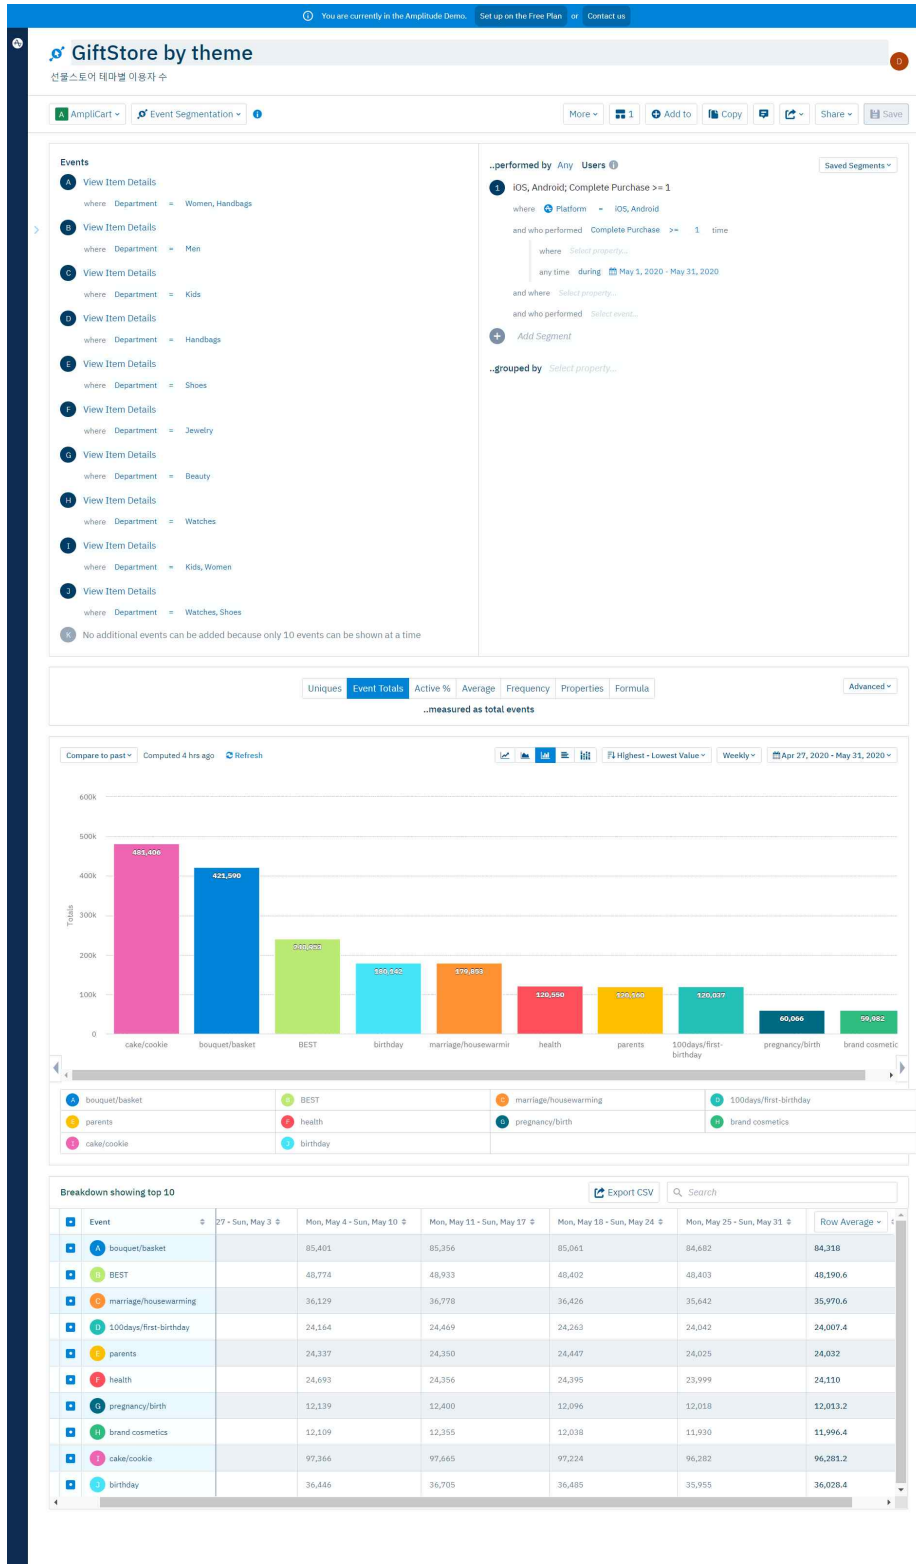 You are currently in the Amplitude Demo. Set up on the Free Plan or Contact us
GiftStore by theme
D
선물스토어 테마별 이용자 수
A AmpliCart Event Segmentation
More 1 Add to Copy Share Save
Events
A View Item Details
where Department = Women, Handbags
B View Item Details
where Department = Men
C View Item Details
where Department = Kids
D View Item Details
where Department = Handbags
E View Item Details
where Department = Shoes
F View Item Details
where Department = Jewelry
G View Item Details
where Department = Beauty
H View Item Details
where Department = Watches
I View Item Details
where Department = Kids, Women
J View Item Details
where Department = Watches, Shoes
K No additional events can be added because only 10 events can be shown at a time
..performed by Any Users
Saved Segments
1 iOS, Android; Complete Purchase >= 1
where Platform = iOS, Android
and who performed Complete Purchase >= 1 time
where Select property...
any time during May 1, 2020 - May 31, 2020
and where Select property...
and who performed Select event...
+ Add Segment
..grouped by Select property...
Uniques Event Totals Active % Average Frequency Properties Formula
Advanced
..measured as total events
Compare to past Computed 4 hrs ago Refresh
Highest - Lowest Value Weekly Apr 27, 2020 - May 31, 2020
600k
500k
400k
300k
200k
100k
0
Totals
481,406
421,590
180,142
179,853
120,550
120,160
120,037
60,066
59,982
cake/cookie bouquet/basket BEST birthday marriage/housewarmir health parents 100days/first-birthday pregnancy/birth brand cosmetic
A bouquet/basket B BEST C marriage/housewarming D 100days/first-birthday
E parents F health G pregnancy/birth H brand cosmetics
I cake/cookie J birthday
Breakdown showing top 10
Export CSV Search
Event 27 - Sun, May 3 Mon, May 4 - Sun, May 10 Mon, May 11 - Sun, May 17 Mon, May 18 - Sun, May 24 Mon, May 25 - Sun, May 31 Row Average
A bouquet/basket 85,401 85,356 85,061 84,682 84,318
B BEST 48,774 48,933 48,402 48,403 48,190.6
C marriage/housewarming 36,129 36,778 36,426 35,642 35,970.6
D 100days/first-birthday 24,164 24,469 24,263 24,042 24,007.4
E parents 24,337 24,350 24,447 24,025 24,032
F health 24,693 24,356 24,395 23,999 24,110
G pregnancy/birth 12,139 12,400 12,096 12,018 12,013.2
H brand cosmetics 12,109 12,355 12,038 11,930 11,996.4
I cake/cookie 97,366 97,665 97,224 96,282 96,281.2
J birthday 36,446 36,705 36,485 35,955 36,028.4